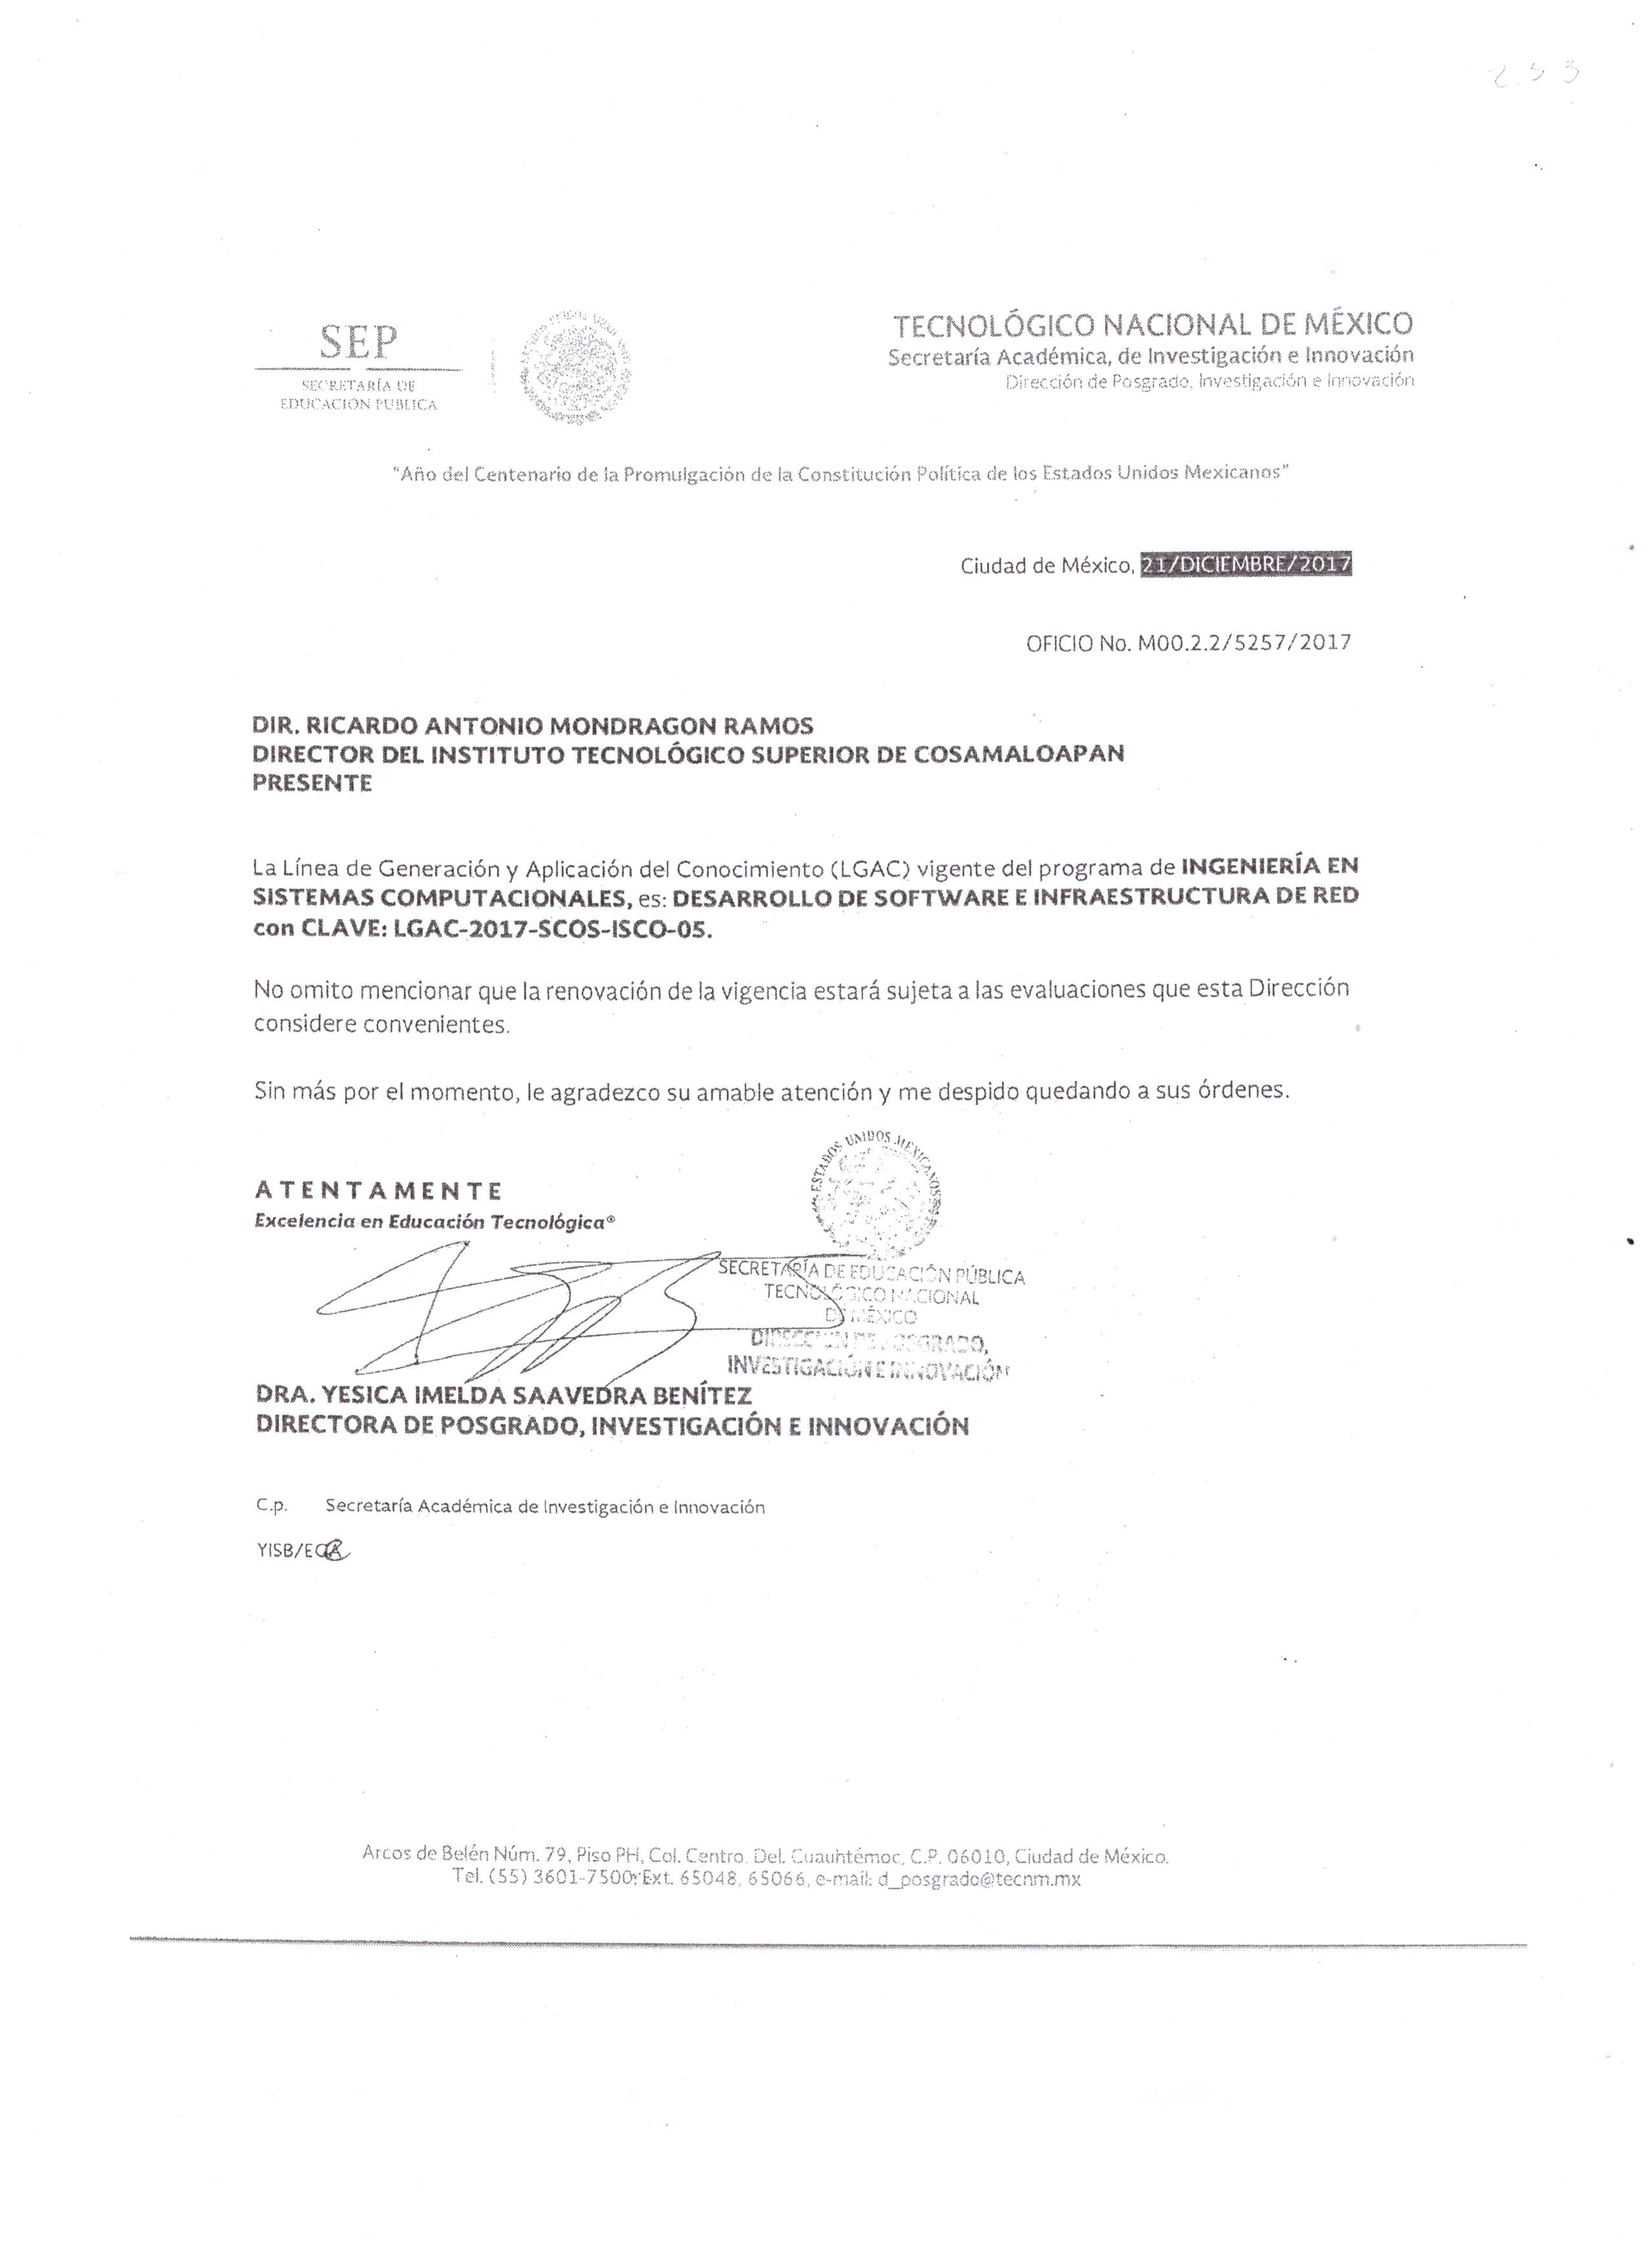 253
SEP
SECRETARÍA DE
EDUCACIÓN PÚBLICA
TECNOLÓGICO NACIONAL DE MÉXICO
Secretaría Académica, de Investigación e Innovación
Dirección de Posgrado, Investigación e Innovación
"Año del Centenario de la Promulgación de la Constitución Política de los Estados Unidos Mexicanos"
Ciudad de México, 21/DICIEMBRE/2017
OFICIO No. M00.2.2/5257/2017
DIR. RICARDO ANTONIO MONDRAGON RAMOS
DIRECTOR DEL INSTITUTO TECNOLÓGICO SUPERIOR DE COSAMALOAPAN
PRESENTE
La Línea de Generación y Aplicación del Conocimiento (LGAC) vigente del programa de INGENIERÍA EN
SISTEMAS COMPUTACIONALES, es: DESARROLLO DE SOFTWARE E INFRAESTRUCTURA DE RED
con CLAVE: LGAC-2017-SCOS-ISCO-05.
No omito mencionar que la renovación de la vigencia estará sujeta a las evaluaciones que esta Dirección
considere convenientes.
Sin más por el momento, le agradezco su amable atención y me despido quedando a sus órdenes.
ESTADOS UNIDOS MEXICANOS
ATENTAMENTE
Excelencia en Educación Tecnológica®
SECRETARÍA DE EDUCACIÓN PÚBLICA
TECNOLÓGICO NACIONAL
DE MÉXICO
DIRECCIÓN DE POSGRADO,
INVESTIGACIÓN E INNOVACIÓN
DRA. YESICA IMELDA SAAVEDRA BENÍTEZ
DIRECTORA DE POSGRADO, INVESTIGACIÓN E INNOVACIÓN
C.p. Secretaría Académica de Investigación e Innovación
Arcos de Belén Núm. 79, Piso PH, Col. Centro, Del. Cuauhtémoc, C.P. 06010, Ciudad de México.
Tel. (55) 3601-7500, Ext. 65048, 65066, e-mail: d_posgrado@tecnm.mx